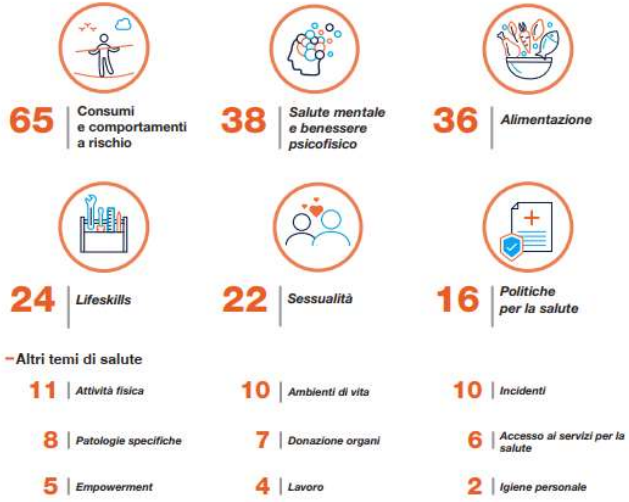 65 Consumi
e comportamenti
a rischio
38 Salute mentale
e benessere
psicofisico
36 Alimentazione
24 Lifeskills
22 Sessualità
16 Politiche
per la salute
Altri temi di salute
11 Attività fisica
10 Ambienti di vita
10 Incidenti
8 Patologie specifiche
7 Donazione organi
6 Accesso ai servizi per la
salute
5 Empowerment
4 Lavoro
2 Igiene personale